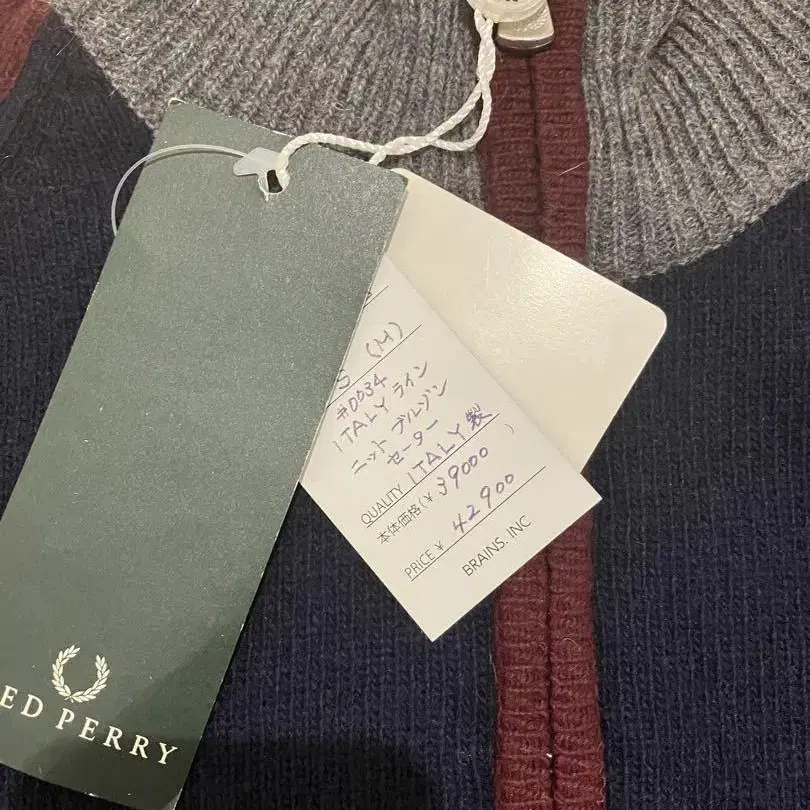 S (M)
#0034
ITALY ライン
ニット ブルゾン
セーター
QUALITY ITALY製
本体価格(¥ 39000 )
PRICE ¥ 42900
BRAINS. INC
ED PERRY